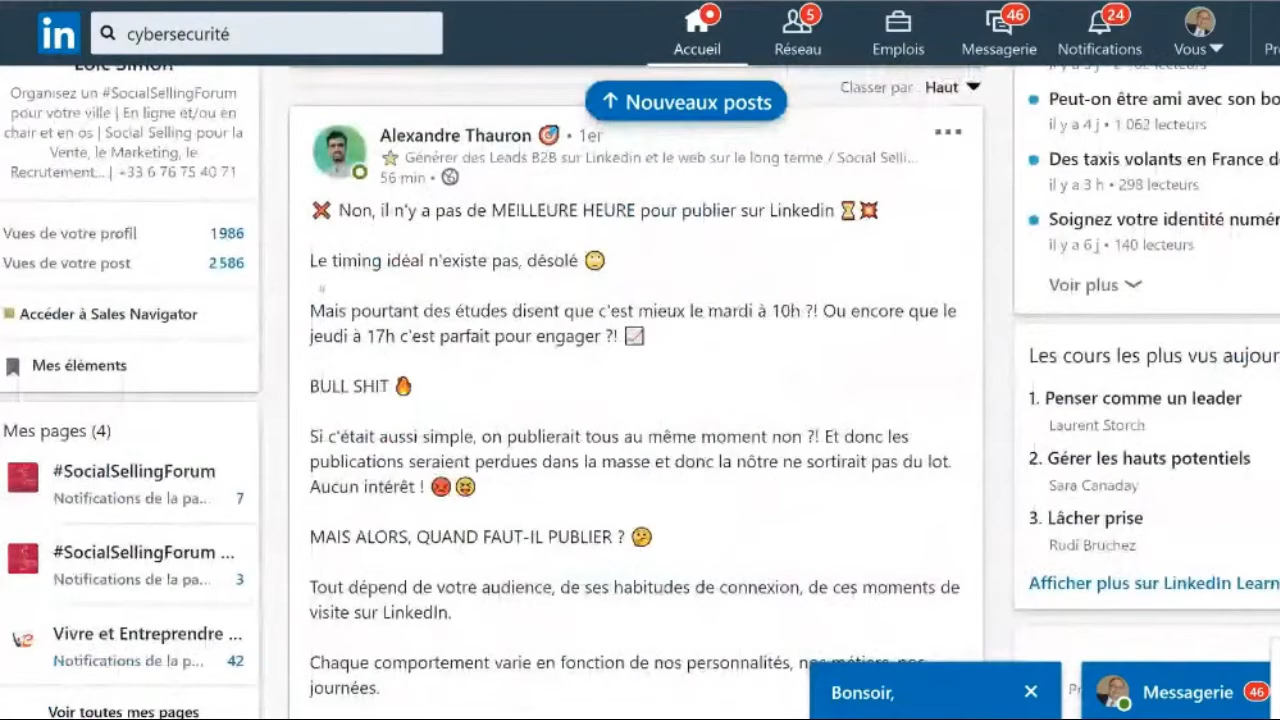 in
cybersecurité
Accueil
5
Réseau
Emplois
46
Messagerie
24
Notifications
Vous
Loïc Simon
Organisez un #SocialSellingForum
pour votre ville | En ligne et/ou en
chair et en os | Social Selling pour la
Vente, le Marketing, le
Recrutement... | +33 6 76 75 40 71
Vues de votre profil 1986
Vues de votre post 2 586
Accéder à Sales Navigator
Mes éléments
Mes pages (4)
#SocialSellingForum
Notifications de la pa... 7
#SocialSellingForum ...
Notifications de la pa... 3
Vivre et Entreprendre ...
Notifications de la p... 42
Voir toutes mes pages
Classer par : Haut
↑ Nouveaux posts
Alexandre Thauron 🎯 • 1er
⭐ Générer des Leads B2B sur Linkedin et le web sur le long terme / Social Selli...
56 min •
❌ Non, il n'y a pas de MEILLEURE HEURE pour publier sur Linkedin ⏳💥
Le timing idéal n'existe pas, désolé 🙄
Mais pourtant des études disent que c'est mieux le mardi à 10h ?! Ou encore que le
jeudi à 17h c'est parfait pour engager ?! 📈
BULL SHIT 🔥
Si c'était aussi simple, on publierait tous au même moment non ?! Et donc les
publications seraient perdues dans la masse et donc la nôtre ne sortirait pas du lot.
Aucun intérêt ! 😡😝
MAIS ALORS, QUAND FAUT-IL PUBLIER ? 🤔
Tout dépend de votre audience, de ses habitudes de connexion, de ces moments de
visite sur LinkedIn.
Chaque comportement varie en fonction de nos personnalités, nos métiers, nos
journées.
Peut-on être ami avec son bo
il y a 4 j • 1 062 lecteurs
Des taxis volants en France d
il y a 3 h • 298 lecteurs
Soignez votre identité numér
il y a 6 j • 140 lecteurs
Voir plus
Les cours les plus vus aujour
1. Penser comme un leader
Laurent Storch
2. Gérer les hauts potentiels
Sara Canaday
3. Lâcher prise
Rudi Bruchez
Afficher plus sur LinkedIn Learn
Bonsoir, ×
Messagerie 46